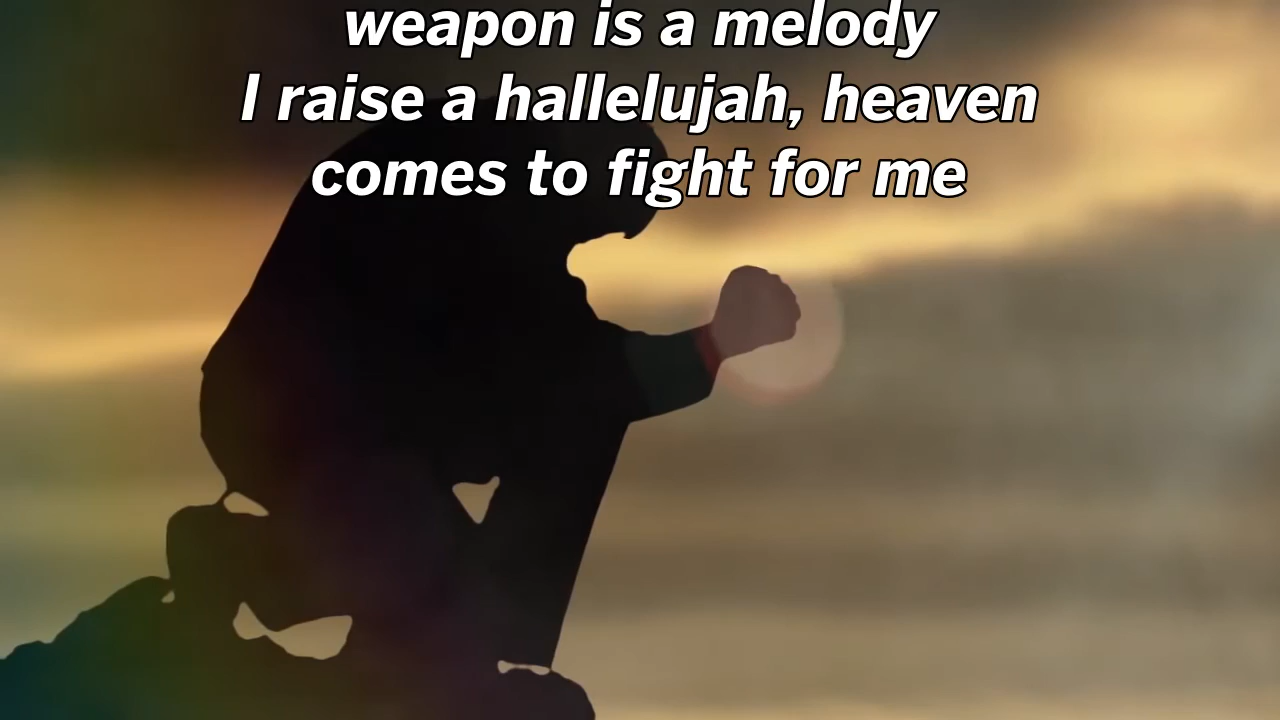 weapon is a melody
I raise a hallelujah, heaven
comes to fight for me